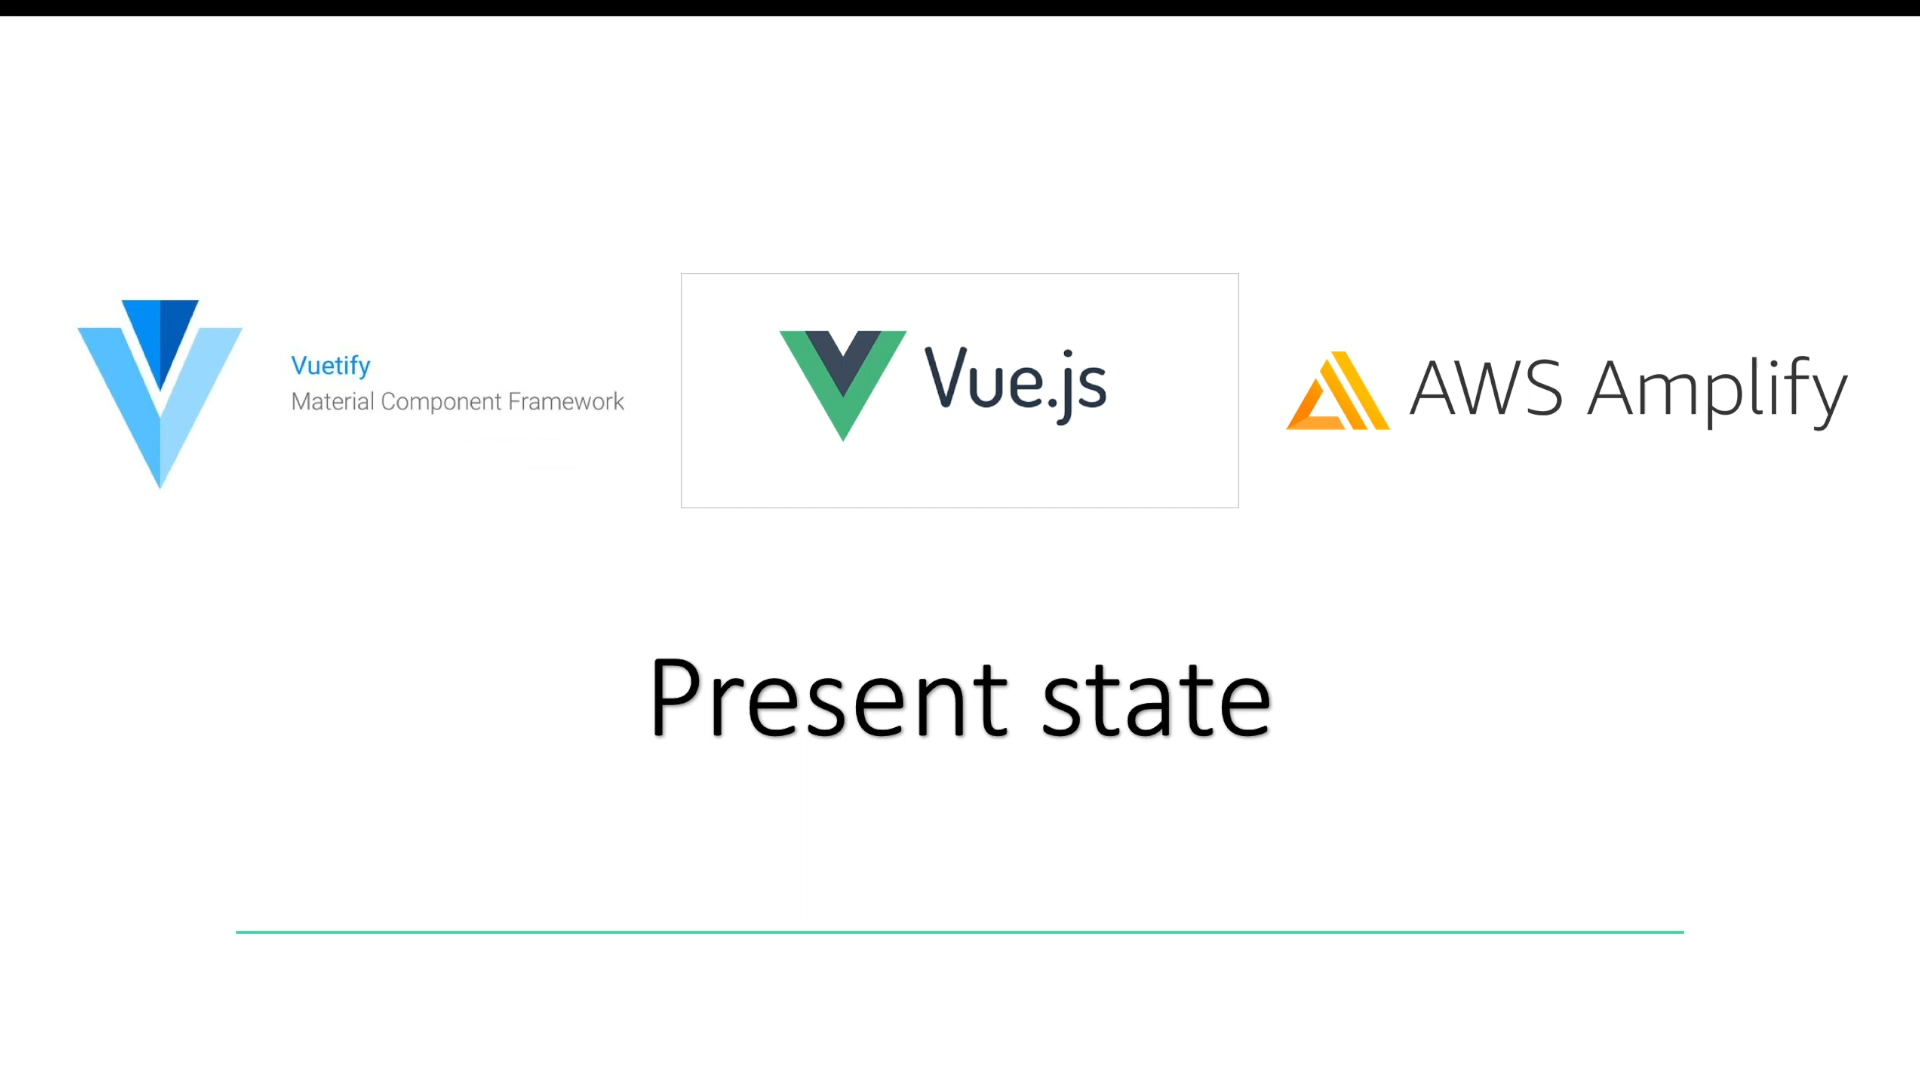 Vuetify
Material Component Framework
Vue.js
AWS Amplify
Present state